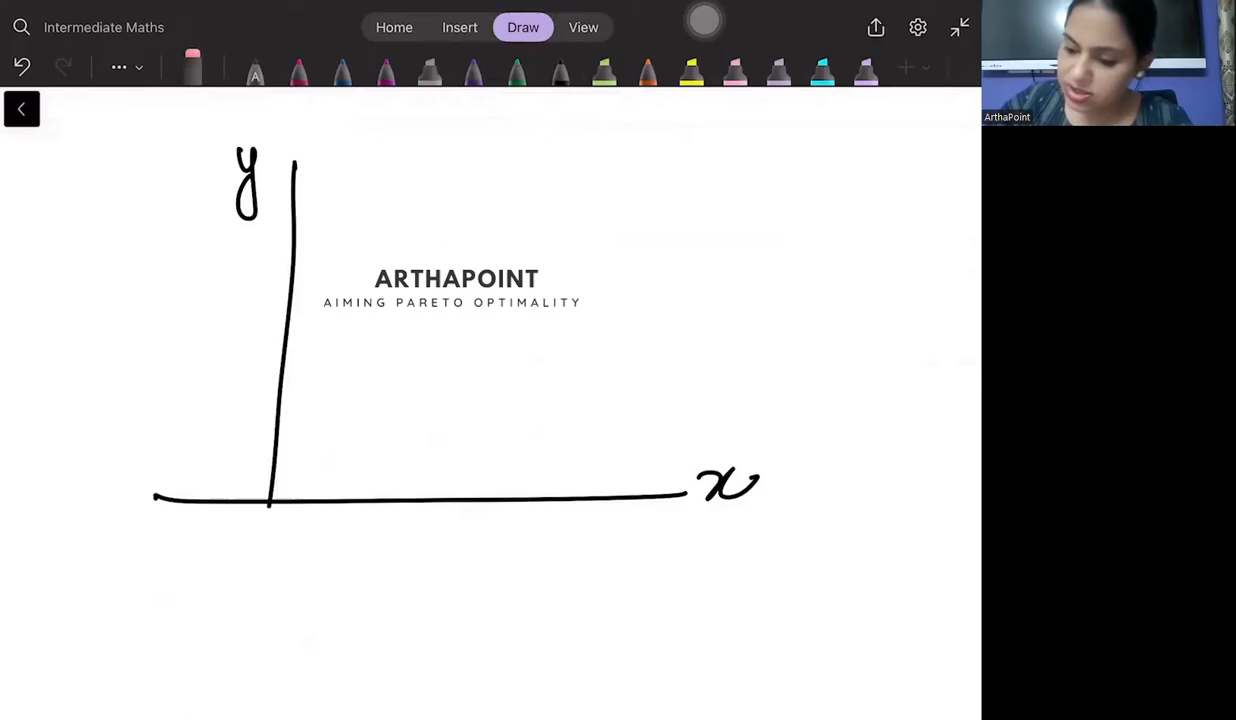 Intermediate Maths
Home Insert Draw View
A
ArthaPoint
y
ARTHAPOINT
AIMING PARETO OPTIMALITY
x